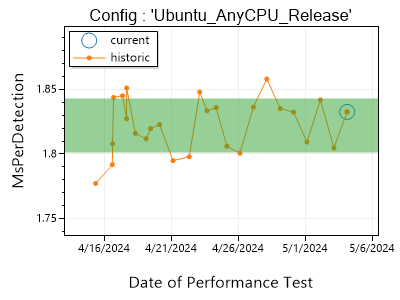 Config : 'Ubuntu_AnyCPU_Release'
current
historic
MsPerDetection
1.85
1.8
1.75
4/16/2024
4/21/2024
4/26/2024
5/1/2024
5/6/2024
Date of Performance Test